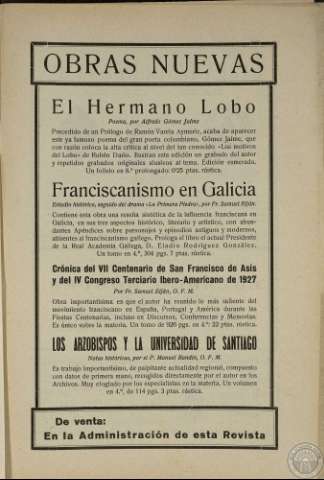 OBRAS NUEVAS
El Hermano Lobo
Poema, por Alfredo Gómez Jaime
Precedido de un Prólogo de Ramón Varela Aymore, acaba de aparecer
este ya famoso poema del gran poeta colombiano, Gómez Jaime, que
con razón coloca la alta crítica al nivel del tan conocido «Los motivos
del Lobo» de Rubén Darío. Ilustran esta edición un grabado del autor
y repetidos grabados originales alusivos al tema. Edición esmerada.
Un folleto en 8.º prolongado: 0'25 ptas. rústica.
Franciscanismo en Galicia
Estudio histórico, seguido del drama «La Primera Piedra», por Fr. Samuel Eiján.
Contiene esta obra una reseña sintética de la influencia franciscana en
Galicia, en sus tres aspectos histórico, literario y artístico, con abun-
dantes Apéndices sobre personajes y episodios antiguos y modernos,
atinentes al franciscanismo gallego. Prologa el libro el actual Presidente
de la Real Academia Gallega, D. Eladio Rodríguez González.
Un tomo en 4.º, 304 pags. 7 ptas. rústica.
Crónica del VII Centenario de San Francisco de Asís
y del IV Congreso Terciario Ibero-Americano de 1927
Por Fr. Samuel Eiján, O. F. M.
Obra importantísima en que el autor ha reunido lo más saliente del
movimiento franciscano en España, Portugal y América durante las
Fiestas Centenarias, incluso en Discursos, Conferencias y Memorias.
Es único sobre la materia. Un tomo de 926 pags. en 4.º: 22 ptas. rústica.
LOS ARZOBISPOS Y LA UNIVERSIDAD DE SANTIAGO
Notas históricas, por el P. Manuel Bandín, O. F. M.
Es trabajo importantísimo, de palpitante actualidad regional, compuesto
con datos de primera mano, recogidos directamente por el autor en los
Archivos. Muy elogiado por los especialistas en la materia. Un volumen
en 4.º, de 114 pgs. 3 ptas. rústica.
De venta:
En la Administración de esta Revista